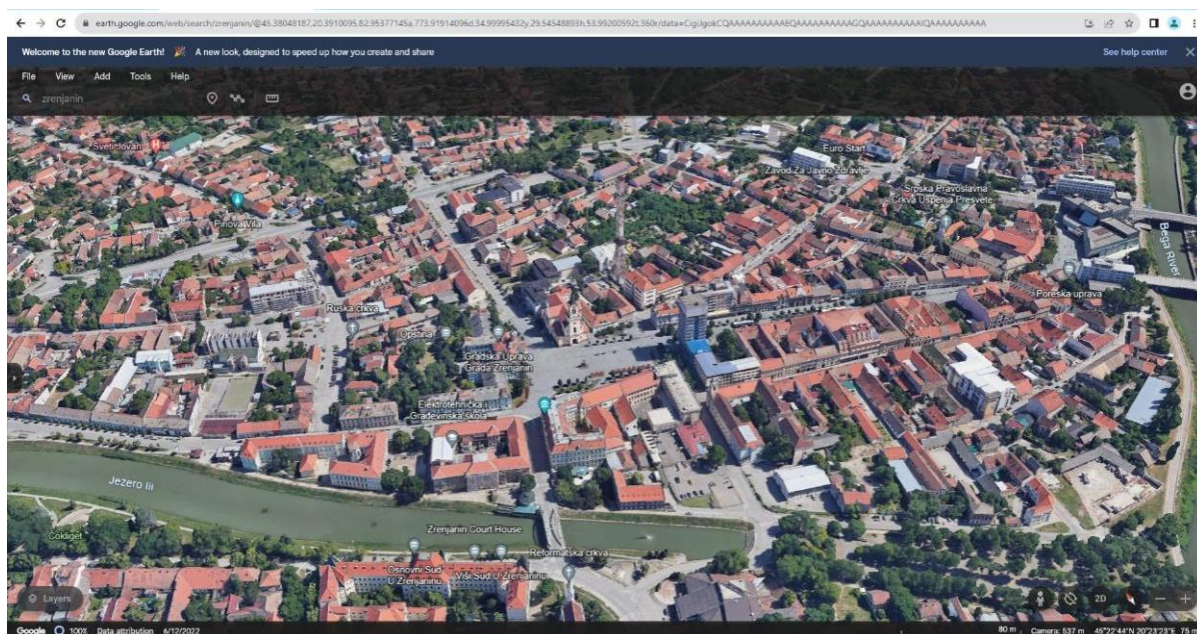 earth.google.com/web/search/zrenjanin/@45.38048187,20.3910095,82.95377145a,773.91914096d,34.99995432y,29.54548893h,53.99200592t,360r/data=CigiJgokCQAAAAAAAAAAEQAAAAAAAAAAGQAAAAAAAAAAIQAAAAAAAAAA
Welcome to the new Google Earth! 🎉 A new look, designed to speed up how you create and share See help center
File View Add Tools Help
zrenjanin
Sveti Jovan
H
Euro Start
Zavod Za Javno Zdravlje
Srpska Pravoslavna
Crkva Uspenja Presvete
Pinova Vila
Bega River
Poreska uprava
Ruska crkva
Opština
Gradska Uprava
Grada Zrenjanin
Elektrotehnička i
Građevinska škola
Jezero III
Zrenjanin Court House
Cokliget
Reformatska crkva
Osnovni Sud
U Zrenjaninu
Viši Sud U Zrenjaninu
Layers
2D
Google 100% Data attribution 6/12/2022 80 m Camera: 537 m 45°22'44"N 20°23'23"E 75 m